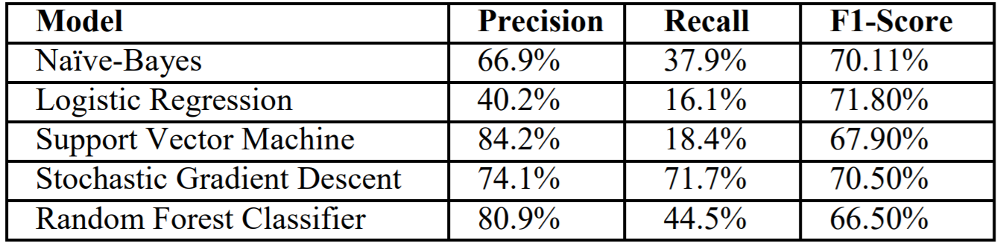 Model Precision Recall F1-Score
Naïve-Bayes 66.9% 37.9% 70.11%
Logistic Regression 40.2% 16.1% 71.80%
Support Vector Machine 84.2% 18.4% 67.90%
Stochastic Gradient Descent 74.1% 71.7% 70.50%
Random Forest Classifier 80.9% 44.5% 66.50%